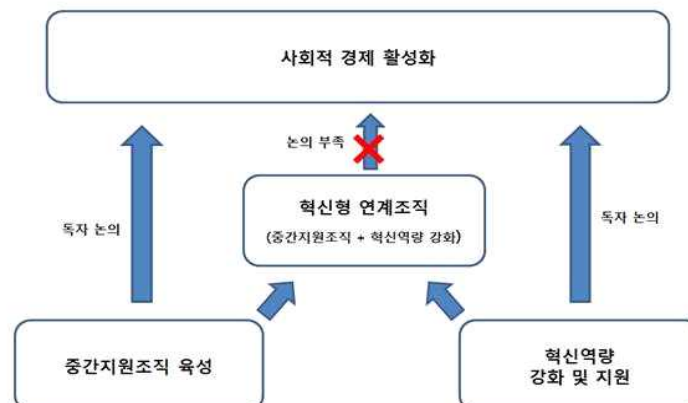 사회적 경제 활성화
논의 부족
혁신형 연계조직
(중간지원조직 + 혁신역량 강화)
독자 논의
독자 논의
중간지원조직 육성
혁신역량
강화 및 지원